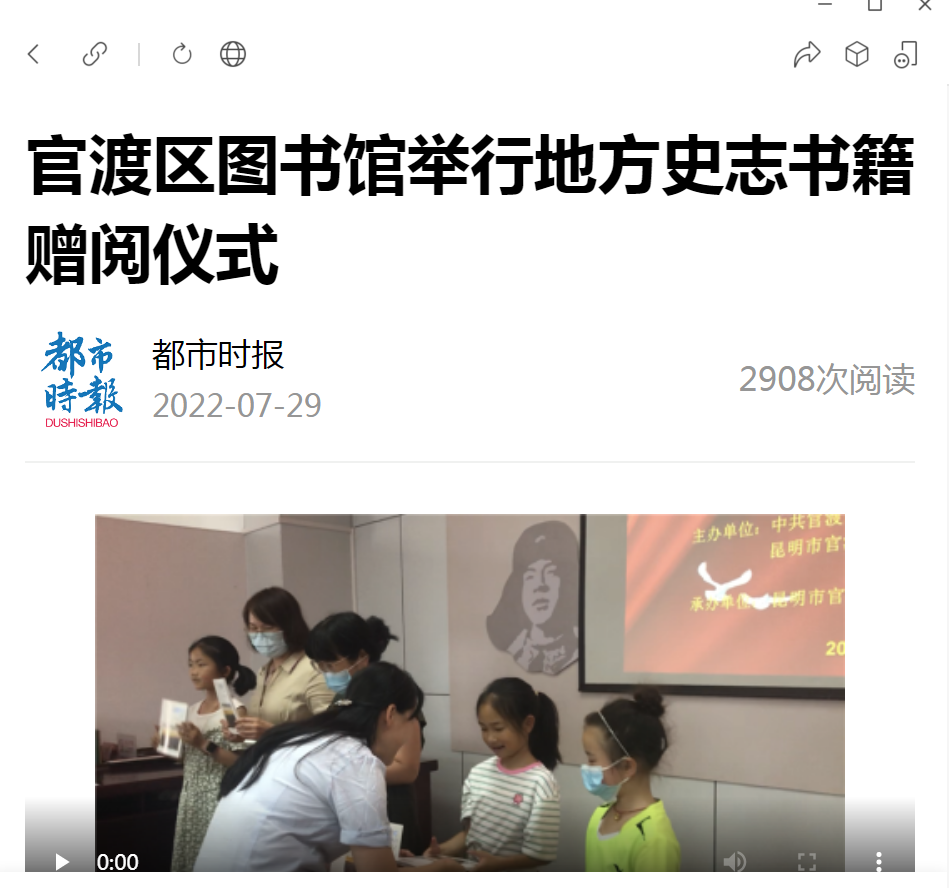 官渡区图书馆举行地方史志书籍
赠阅仪式
都市
時報
DUSHISHIBAO
都市时报
2022-07-29
2908次阅读
主办单位：中共官渡
昆明市官
承办单位：昆明市官
20
0:00